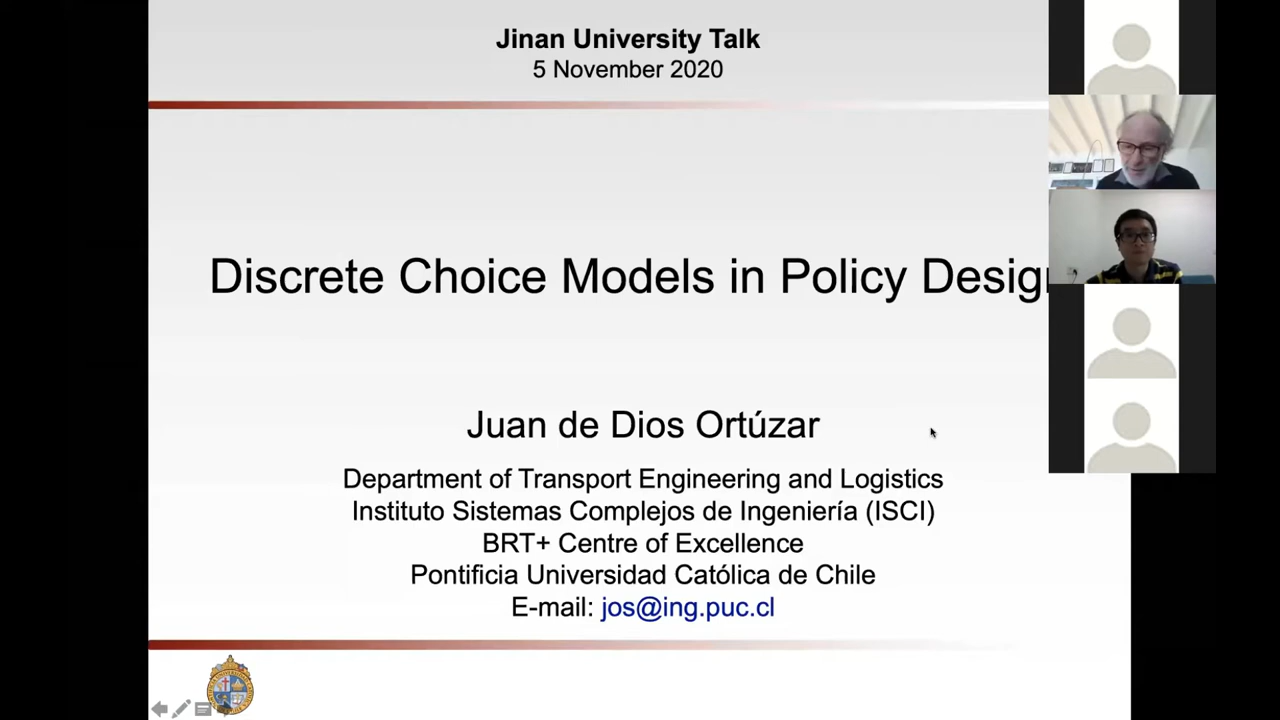 Jinan University Talk
5 November 2020
Discrete Choice Models in Policy Design
Juan de Dios Ortúzar
Department of Transport Engineering and Logistics
Instituto Sistemas Complejos de Ingeniería (ISCI)
BRT+ Centre of Excellence
Pontificia Universidad Católica de Chile
E-mail: jos@ing.puc.cl